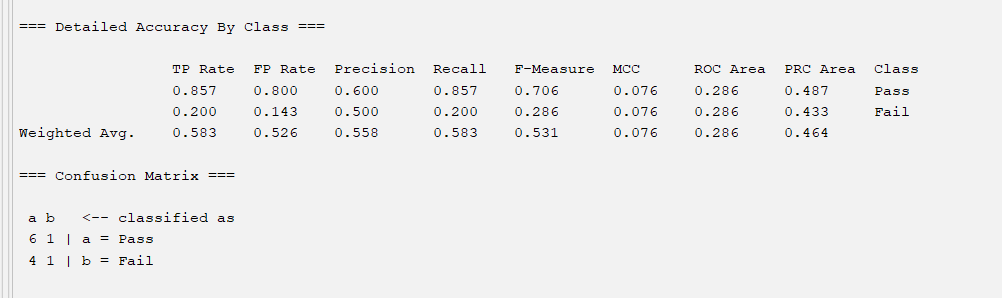 === Detailed Accuracy By Class ===
TP Rate  FP Rate  Precision  Recall   F-Measure  MCC      ROC Area  PRC Area  Class
0.857    0.800    0.600      0.857    0.706      0.076    0.286     0.487     Pass
0.200    0.143    0.500      0.200    0.286      0.076    0.286     0.433     Fail
Weighted Avg.    0.583    0.526    0.558      0.583    0.531      0.076    0.286     0.464
=== Confusion Matrix ===
a b   <-- classified as
6 1 | a = Pass
4 1 | b = Fail